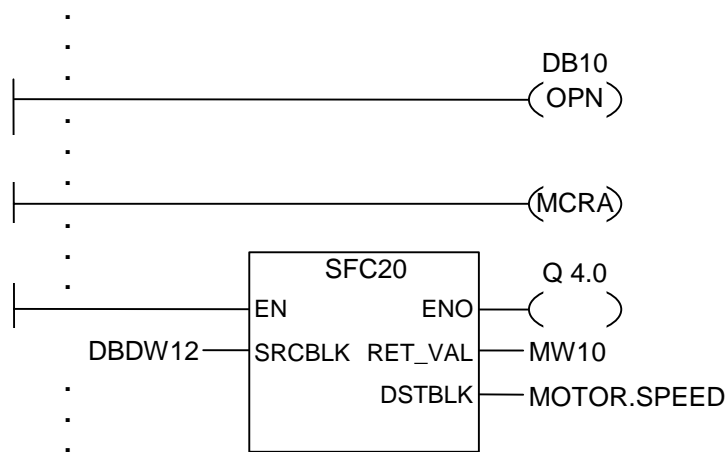 DB10
OPN
MCRA
SFC20
Q 4.0
EN ENO
DBDW12 SRCBLK RET_VAL MW10
DSTBLK MOTOR.SPEED